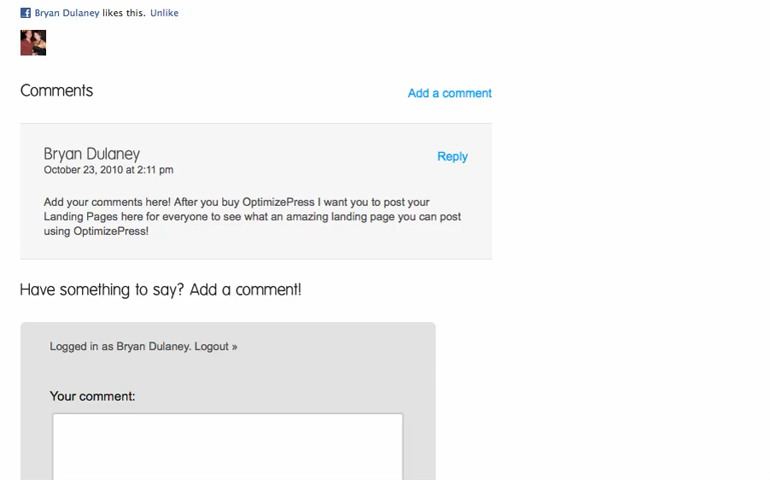 Bryan Dulaney likes this. Unlike
Comments
Add a comment
Bryan Dulaney
Reply
October 23, 2010 at 2:11 pm
Add your comments here! After you buy OptimizePress I want you to post your
Landing Pages here for everyone to see what an amazing landing page you can post
using OptimizePress!
Have something to say? Add a comment!
Logged in as Bryan Dulaney. Logout »
Your comment: